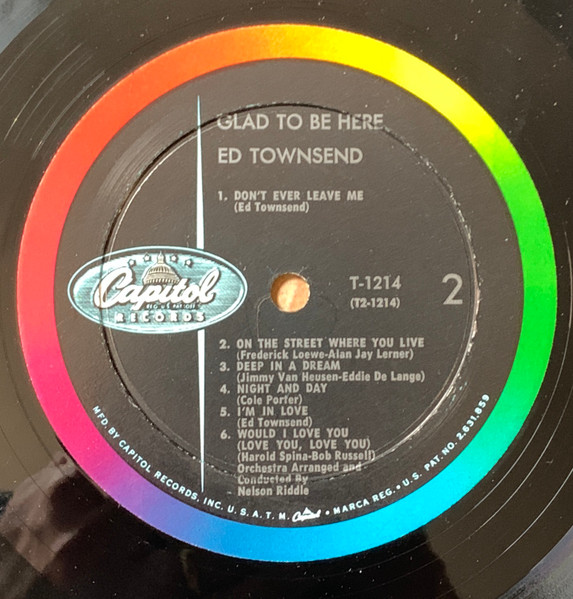 GLAD TO BE HERE
ED TOWNSEND
1. DON'T EVER LEAVE ME
(Ed Townsend)
Capitol
REG. U.S. PAT. OFF.
RECORDS
T-1214
(T2-1214)
2
2. ON THE STREET WHERE YOU LIVE
(Frederick Loewe-Alan Jay Lerner)
3. DEEP IN A DREAM
(Jimmy Van Heusen-Eddie De Lange)
4. NIGHT AND DAY
(Cole Porter)
5. I'M IN LOVE
(Ed Townsend)
6. WOULD I LOVE YOU
(LOVE YOU, LOVE YOU)
(Harold Spina-Bob Russell)
Orchestra Arranged and
Conducted By
Nelson Riddle
MFD. BY CAPITOL RECORDS, INC. U.S.A. T.M. Capitol • MARCA REG. • U.S. PAT. NO. 2,631,859